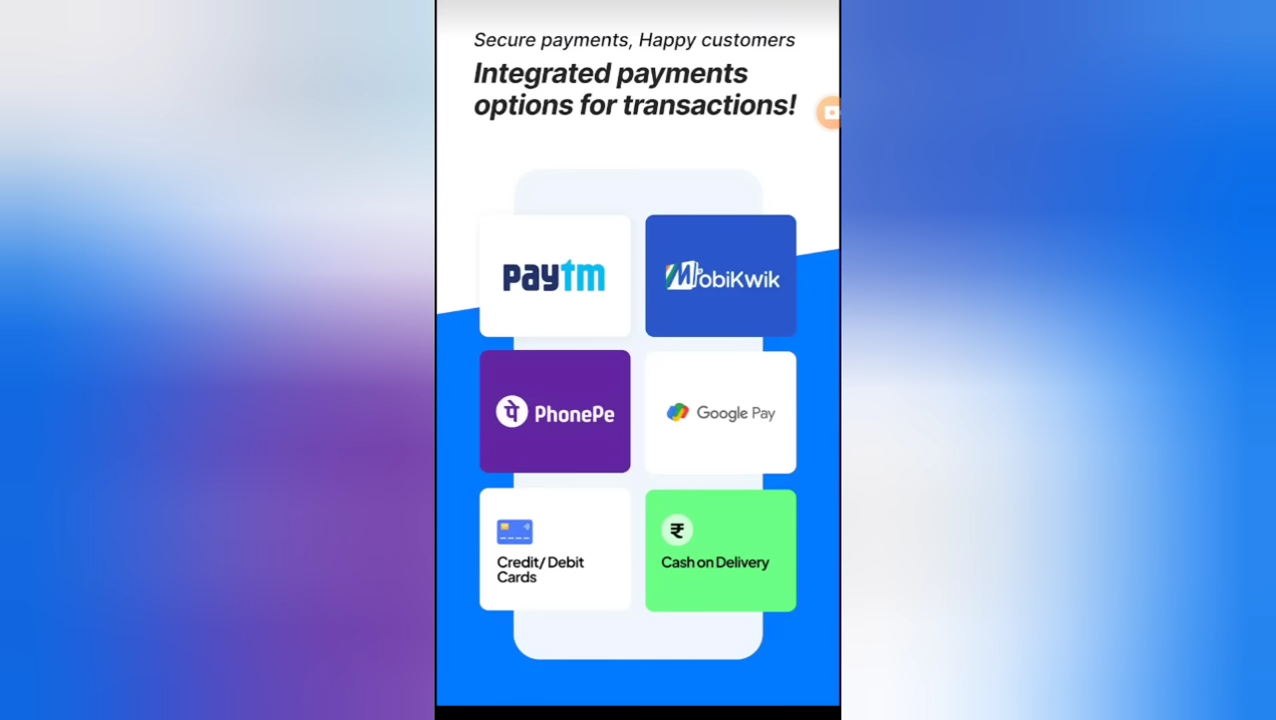 Secure payments, Happy customers
Integrated payments
options for transactions!
paytm
MobiKwik
पे PhonePe
Google Pay
Credit/ Debit
Cards
₹
Cash on Delivery